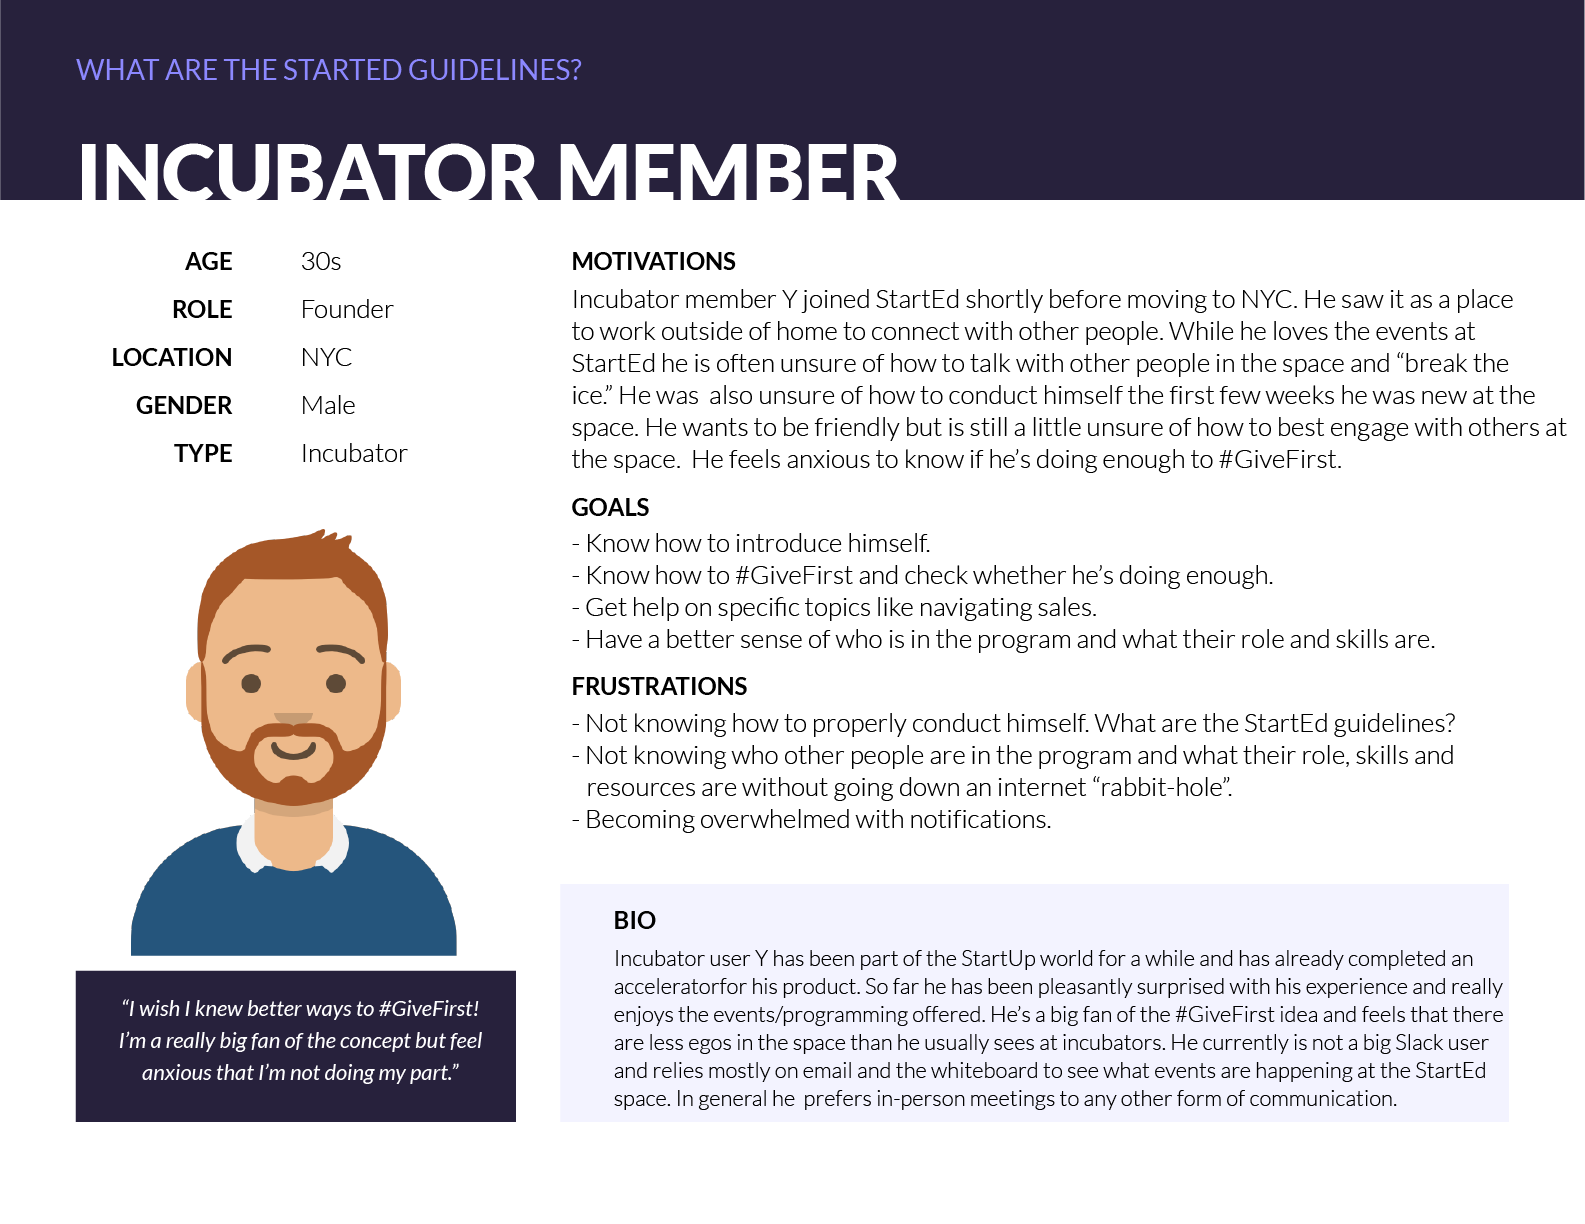 WHAT ARE THE STARTED GUIDELINES?
INCUBATOR MEMBER
AGE 30s
ROLE Founder
LOCATION NYC
GENDER Male
TYPE Incubator
“I wish I knew better ways to #GiveFirst!
I’m a really big fan of the concept but feel
anxious that I’m not doing my part.”
MOTIVATIONS
Incubator member Y joined StartEd shortly before moving to NYC. He saw it as a place
to work outside of home to connect with other people. While he loves the events at
StartEd he is often unsure of how to talk with other people in the space and “break the
ice.” He was  also unsure of how to conduct himself the first few weeks he was new at the
space. He wants to be friendly but is still a little unsure of how to best engage with others at
the space.  He feels anxious to know if he’s doing enough to #GiveFirst.
GOALS
- Know how to introduce himself.
- Know how to #GiveFirst and check whether he’s doing enough.
- Get help on specific topics like navigating sales.
- Have a better sense of who is in the program and what their role and skills are.
FRUSTRATIONS
- Not knowing how to properly conduct himself. What are the StartEd guidelines?
- Not knowing who other people are in the program and what their role, skills and
resources are without going down an internet “rabbit-hole”.
- Becoming overwhelmed with notifications.
BIO
Incubator user Y has been part of the StartUp world for a while and has already completed an
acceleratorfor his product. So far he has been pleasantly surprised with his experience and really
enjoys the events/programming offered. He’s a big fan of the #GiveFirst idea and feels that there
are less egos in the space than he usually sees at incubators. He currently is not a big Slack user
and relies mostly on email and the whiteboard to see what events are happening at the StartEd
space. In general he  prefers in-person meetings to any other form of communication.